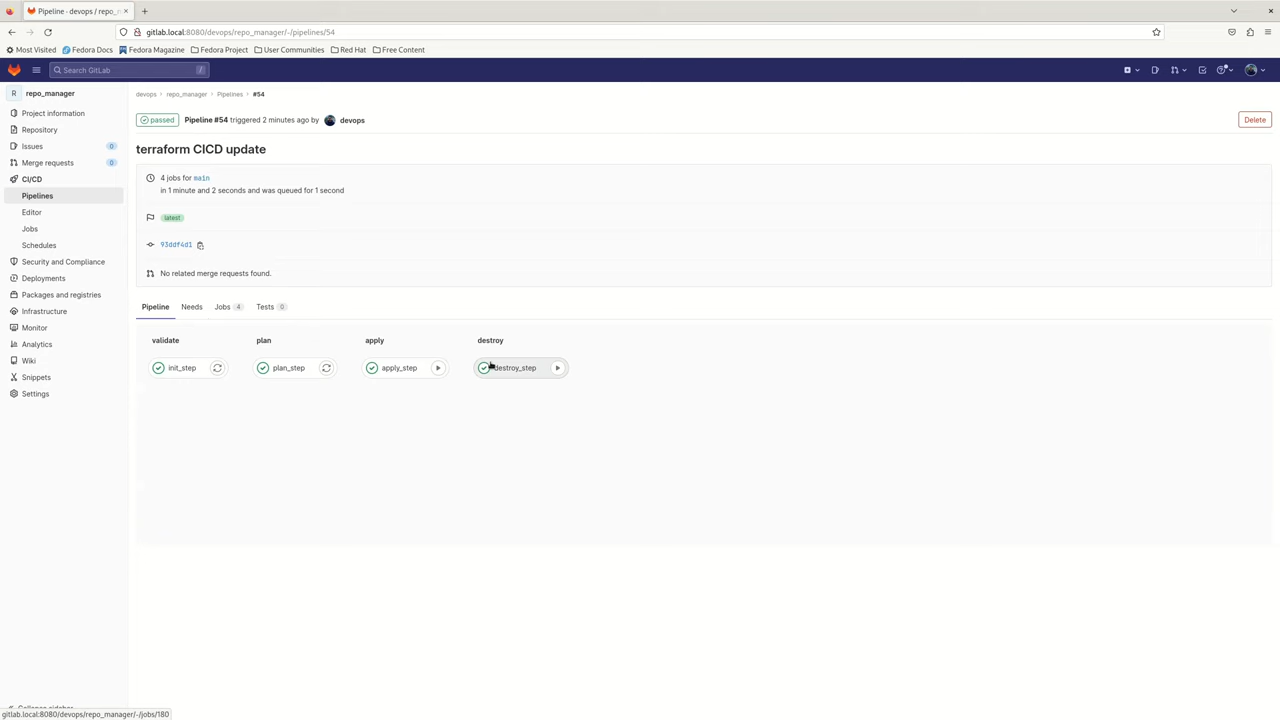 Pipeline - devops / repo_r
gitlab.local:8080/devops/repo_manager/-/pipelines/54
Most Visited Fedora Docs Fedora Magazine Fedora Project User Communities Red Hat Free Content
Search GitLab /
R repo_manager
Project information
Repository
Issues 0
Merge requests 0
CI/CD
Pipelines
Editor
Jobs
Schedules
Security and Compliance
Deployments
Packages and registries
Infrastructure
Monitor
Analytics
Wiki
Snippets
Settings
Collapse sidebar
devops › repo_manager › Pipelines › #54
passed Pipeline #54 triggered 2 minutes ago by devops
Delete
terraform CICD update
4 jobs for main
in 1 minute and 2 seconds and was queued for 1 second
latest
93ddf4d1
No related merge requests found.
Pipeline Needs Jobs 4 Tests 0
validate plan apply destroy
init_step plan_step apply_step destroy_step
gitlab.local:8080/devops/repo_manager/-/jobs/180